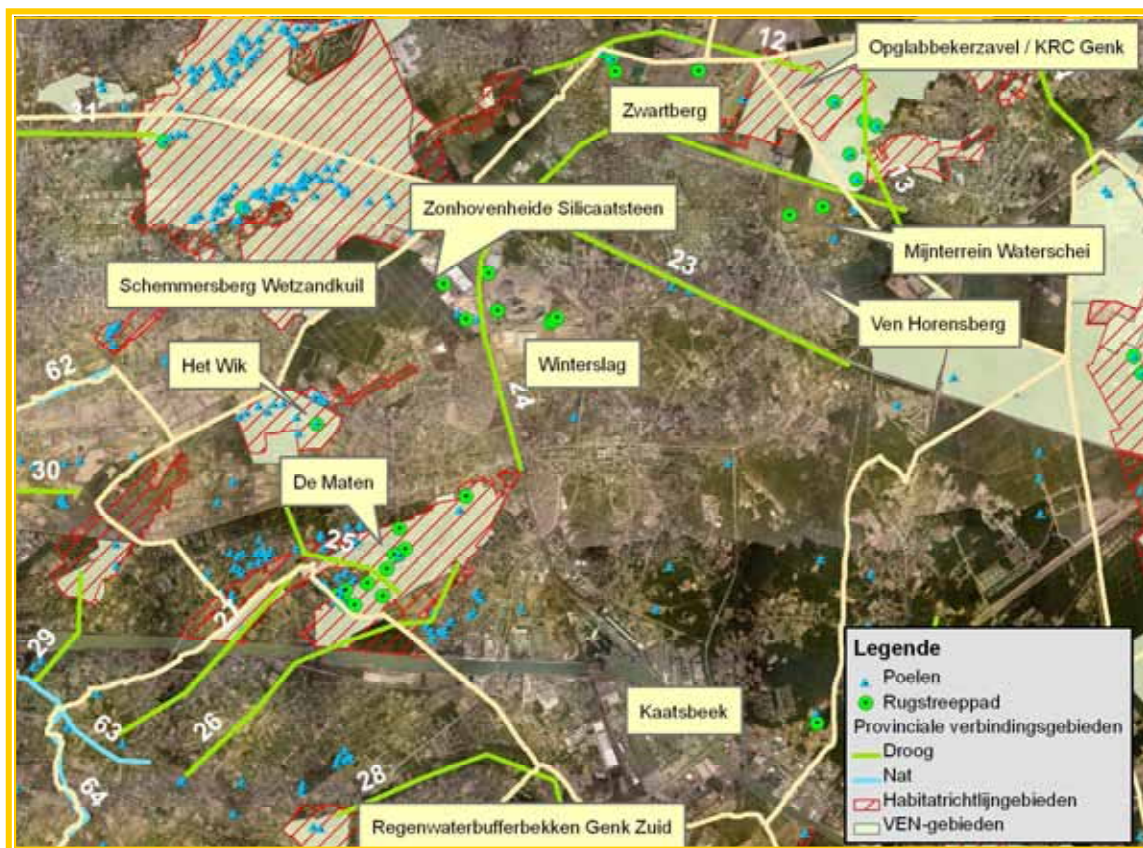 12
Opglabbekerzavel / KRC Genk
Zwartberg
31
13
Zonhovenheide Silicaatsteen
Mijnterrein Waterschei
23
Schemmersberg Wetzandkuil
Ven Horensberg
62
Het Wik
Winterslag
24
30
De Maten
25
27
29
Legende
Poelen
Rugstreeppad
Provinciale verbindingsgebieden
Droog
Nat
Habitatrichtlijngebieden
VEN-gebieden
Kaatsbeek
63
26
64
28
Regenwaterbufferbekken Genk Zuid